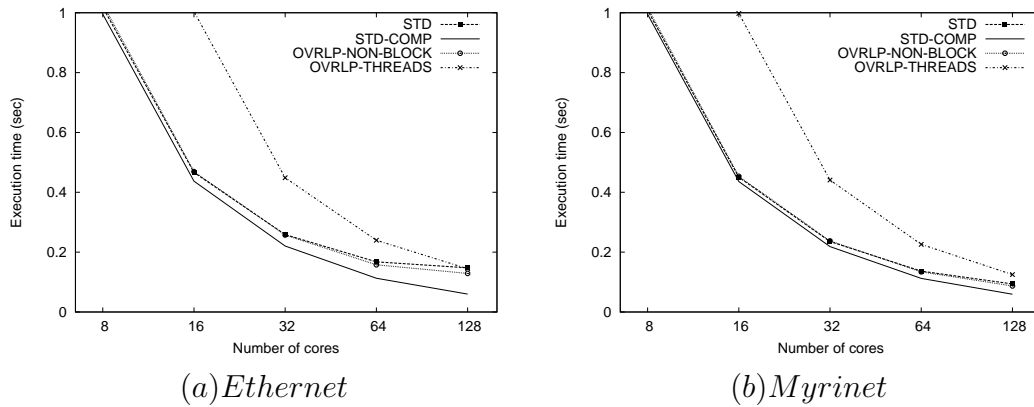 1
0.8
0.6
0.4
0.2
0
Execution time (sec)
8 16 32 64 128
Number of cores
STD
STD-COMP
OVRLP-NON-BLOCK
OVRLP-THREADS
(a)Ethernet
1
0.8
0.6
0.4
0.2
0
Execution time (sec)
8 16 32 64 128
Number of cores
STD
STD-COMP
OVRLP-NON-BLOCK
OVRLP-THREADS
(b)Myrinet